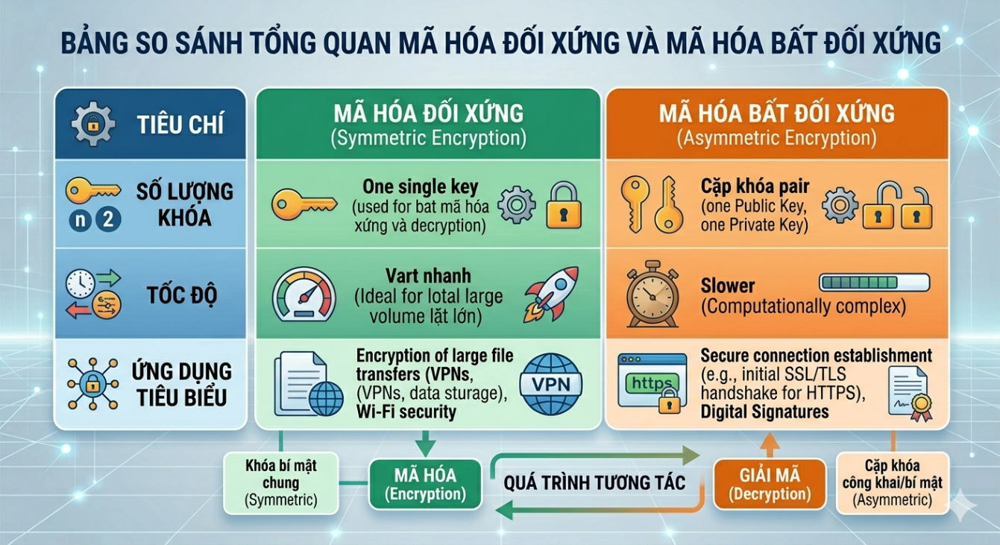 BẢNG SO SÁNH TỔNG QUAN MÃ HÓA ĐỐI XỨNG VÀ MÃ HÓA BẤT ĐỐI XỨNG
TIÊU CHÍ
MÃ HÓA ĐỐI XỨNG
(Symmetric Encryption)
MÃ HÓA BẤT ĐỐI XỨNG
(Asymmetric Encryption)
SỐ LƯỢNG
KHÓA
n 2
One single key
(used for bat mã hóa
xứng và decryption)
Cặp khóa pair
(one Public Key,
one Private Key)
TỐC ĐỘ
Vart nhanh
(Ideal for lotal large
volume lặt lớn)
Slower
(Computationally complex)
ỨNG DỤNG
TIÊU BIỂU
Encryption of large file
transfers (VPNs,
(VPNs, data sturage),
Wi-Fi security
VPN
https
Secure connection establishment
(e.g., initial SSL/TLS
handshake for HTTPS),
Digital Signatures
Khóa bí mật
chung
(Symmetric)
MÃ HÓA
(Encryption)
QUÁ TRÌNH TƯƠNG TÁC
GIẢI MÃ
(Decryption)
Cặp khóa
công khai/bí mật
(Asymmetric)